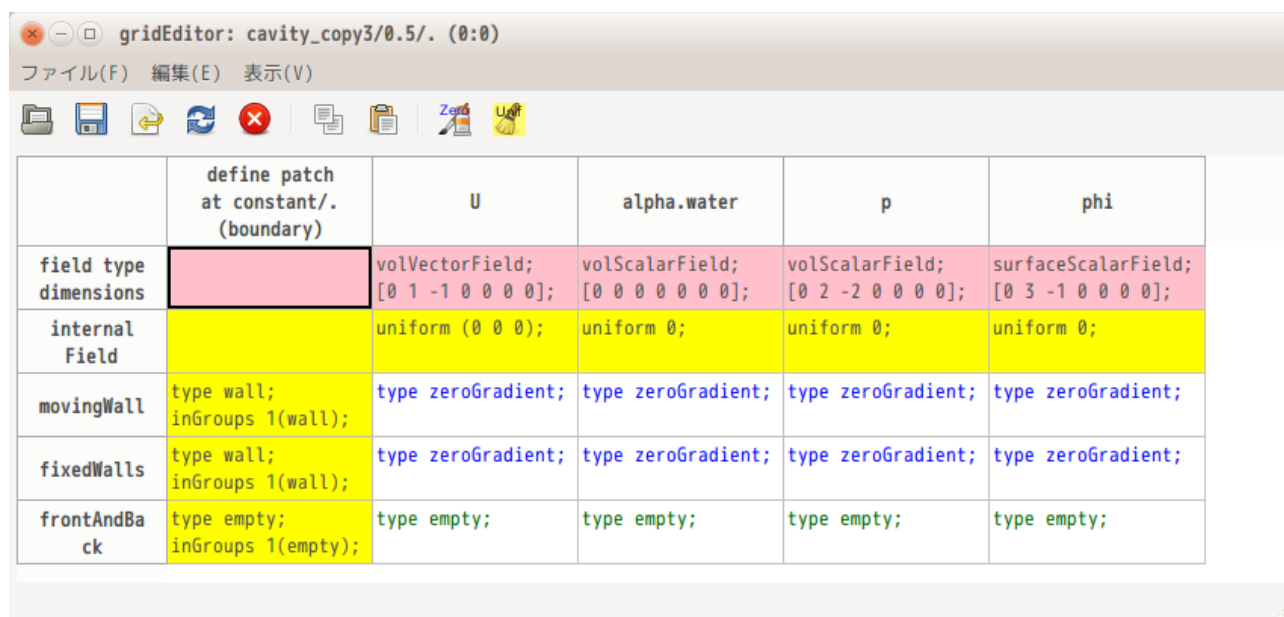 gridEditor: cavity_copy3/0.5/. (0:0)
ファイル(F) 編集(E) 表示(V)
Zero Unif
define patch
at constant/.
(boundary)
U
alpha.water
p
phi
field type
dimensions
volVectorField;
[0 1 -1 0 0 0 0];
volScalarField;
[0 0 0 0 0 0 0];
volScalarField;
[0 2 -2 0 0 0 0];
surfaceScalarField;
[0 3 -1 0 0 0 0];
internal
Field
uniform (0 0 0);
uniform 0;
uniform 0;
uniform 0;
movingWall
type wall;
inGroups 1(wall);
type zeroGradient;
type zeroGradient;
type zeroGradient;
type zeroGradient;
fixedWalls
type wall;
inGroups 1(wall);
type zeroGradient;
type zeroGradient;
type zeroGradient;
type zeroGradient;
frontAndBa
ck
type empty;
inGroups 1(empty);
type empty;
type empty;
type empty;
type empty;